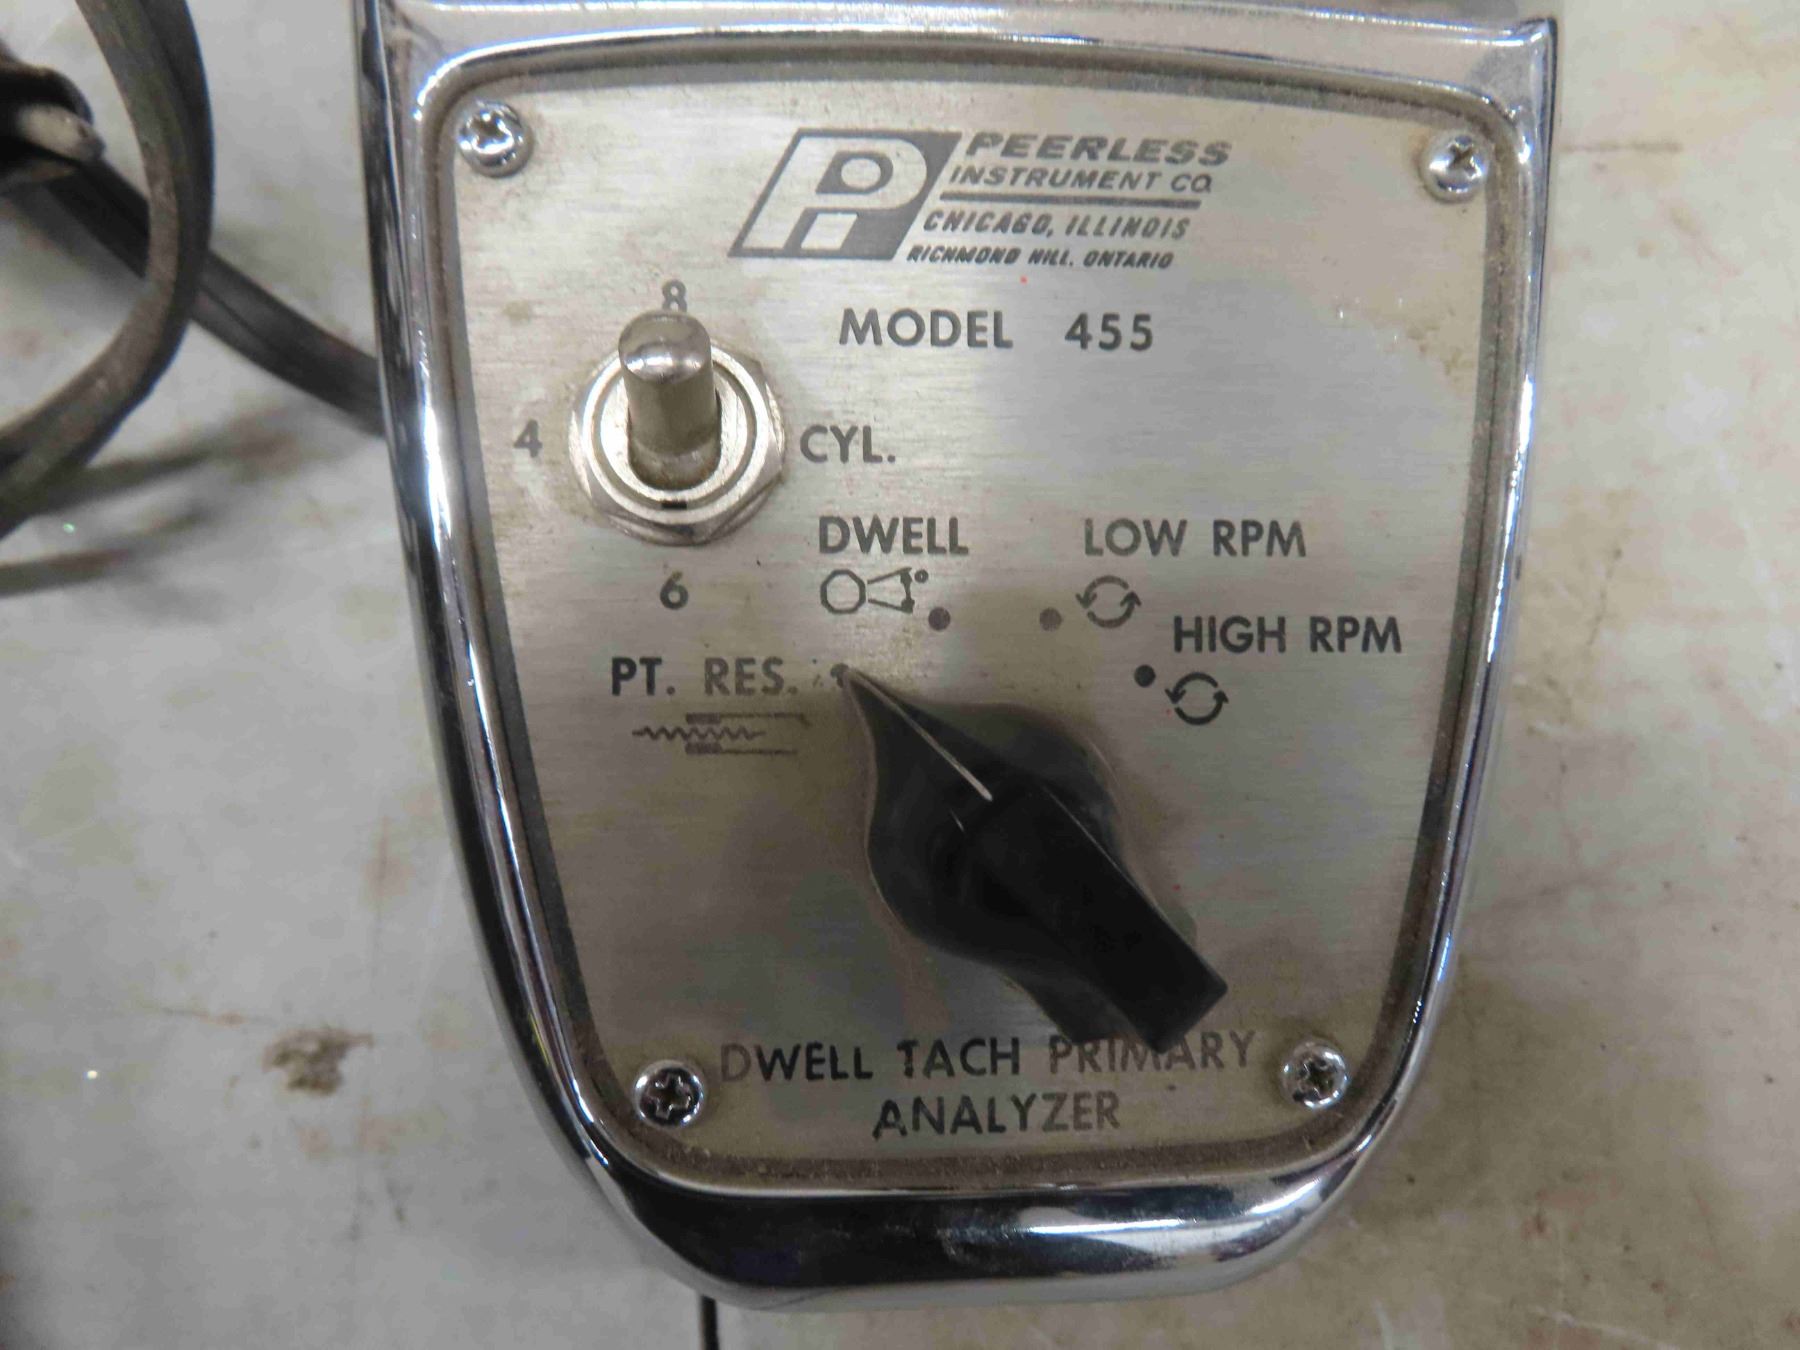 PEERLESS
INSTRUMENT CO.
CHICAGO, ILLINOIS
RICHMOND HILL, ONTARIO
MODEL 455
8
4
CYL.
6
DWELL
LOW RPM
HIGH RPM
PT. RES.
DWELL TACH PRIMARY
ANALYZER